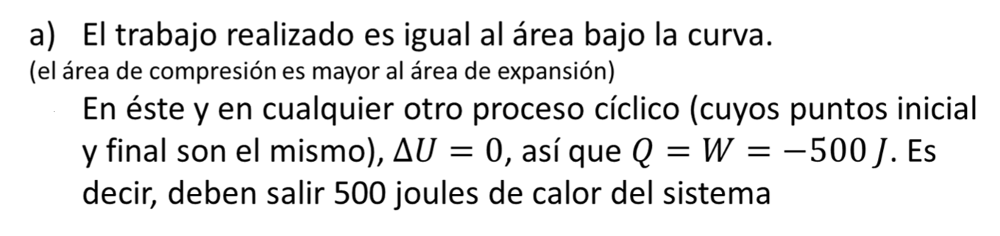 a) El trabajo realizado es igual al área bajo la curva.
(el área de compresión es mayor al área de expansión)
En éste y en cualquier otro proceso cíclico (cuyos puntos inicial
y final son el mismo), ΔU = 0, así que Q = W = −500 J. Es
decir, deben salir 500 joules de calor del sistema